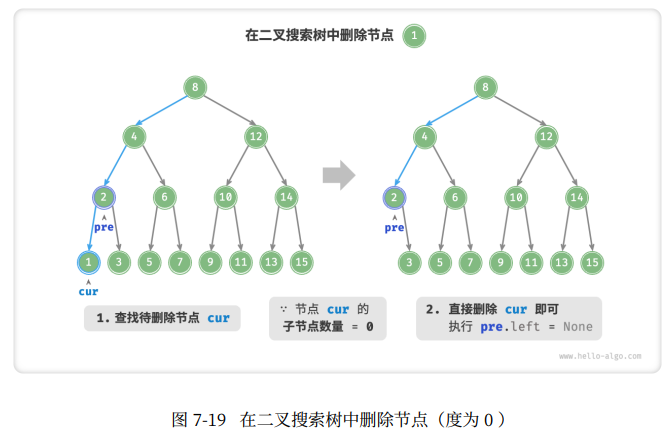 在二叉搜索树中删除节点 1
8
8
4 12
4 12
2 6 10 14
2 6 10 14
pre
pre
1 3 5 7 9 11 13 15
3 5 7 9 11 13 15
cur
1. 查找待删除节点 cur
∵ 节点 cur 的
子节点数量 = 0
2. 直接删除 cur 即可
执行 pre.left = None
www.hello-algo.com
图 7-19 在二叉搜索树中删除节点（度为 0 ）